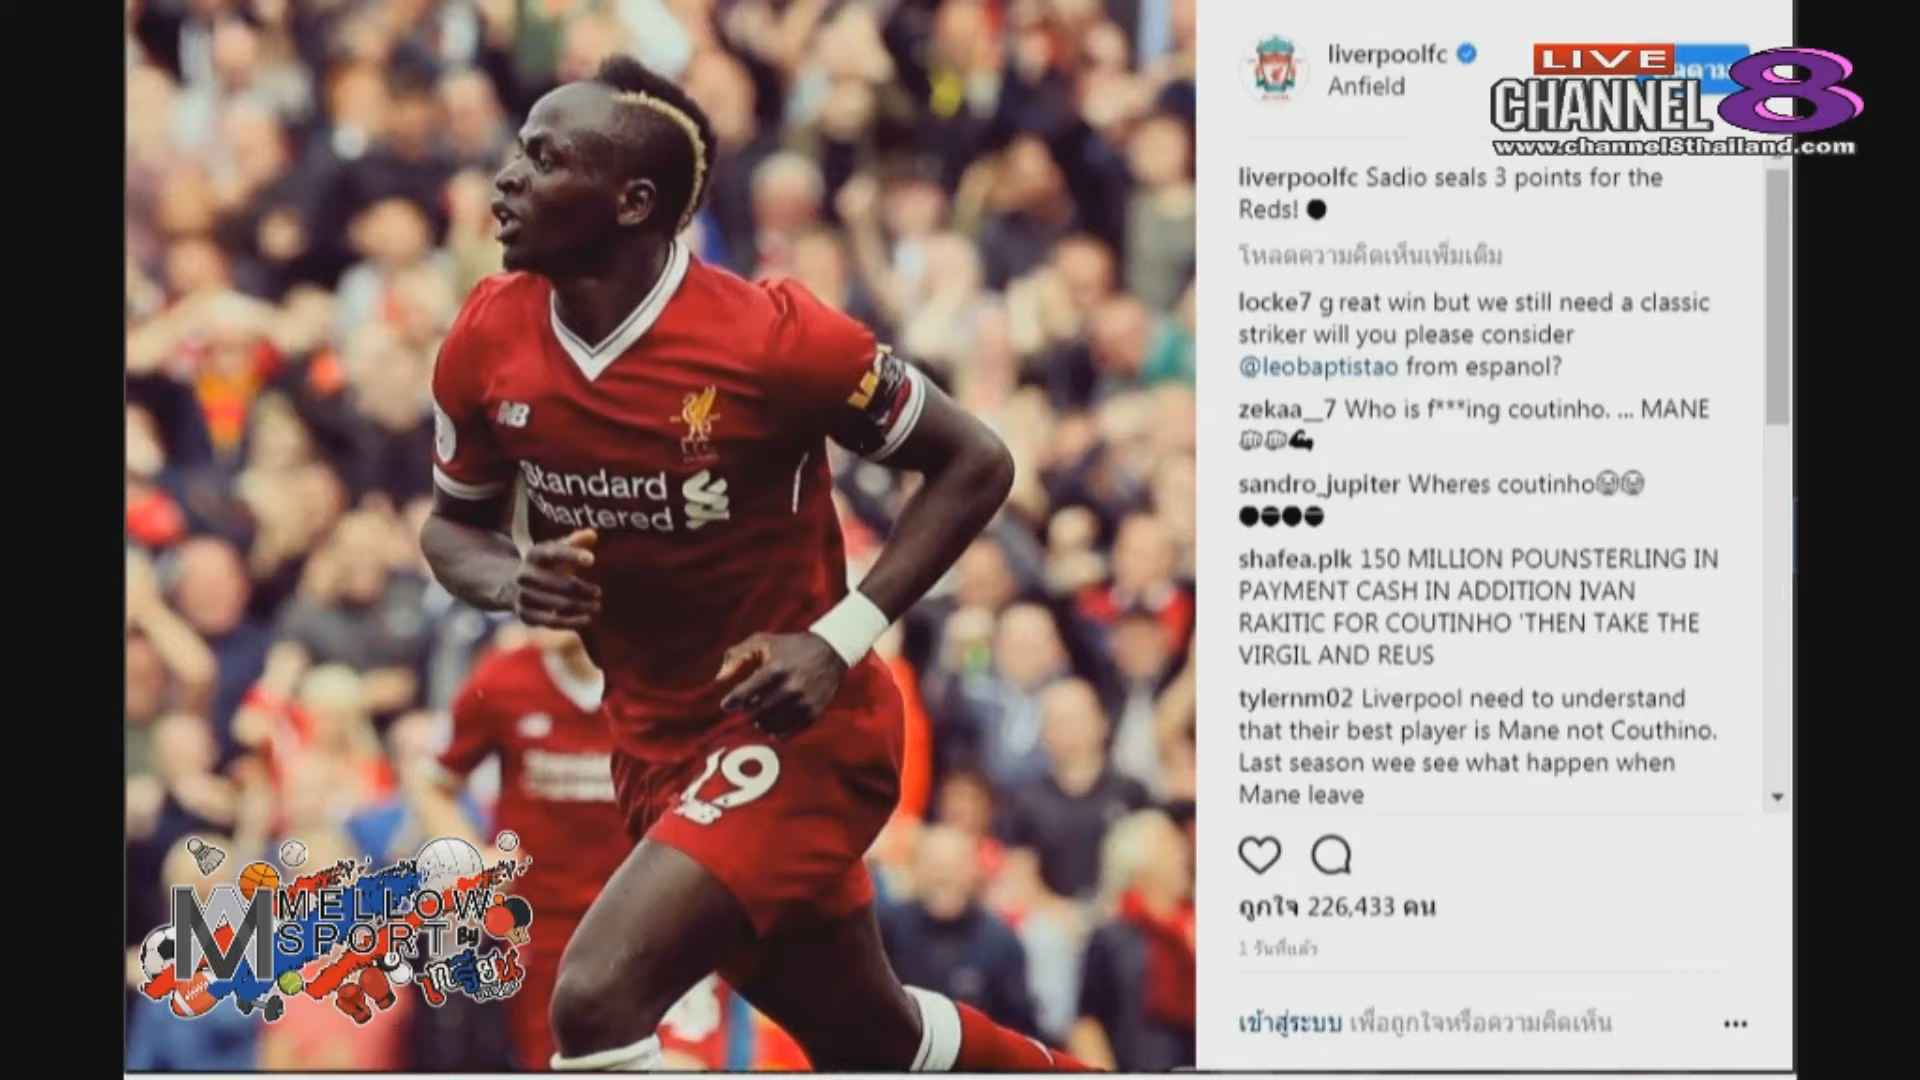 liverpoolfc
Anfield
LIVE
CHANNEL 8
www.channel8thailand.com
liverpoolfc Sadio seals 3 points for the
Reds!
โหลดความคิดเห็นเพิ่มเติม
locke7 g reat win but we still need a classic
striker will you please consider
@leobaptistao from espanol?
zekaa__7 Who is f***ing coutinho. ... MANE
sandro_jupiter Wheres coutinho
shafea.plk 150 MILLION POUNSTERLING IN
PAYMENT CASH IN ADDITION IVAN
RAKITIC FOR COUTINHO 'THEN TAKE THE
VIRGIL AND REUS
tylernm02 Liverpool need to understand
that their best player is Mane not Couthino.
Last season wee see what happen when
Mane leave
ถูกใจ 226,433 คน
1 วันที่แล้ว
เข้าสู่ระบบ เพื่อถูกใจหรือความคิดเห็น
NB
Standard
Chartered
19
NB
M MELLOW
SPORT By
เกรียน